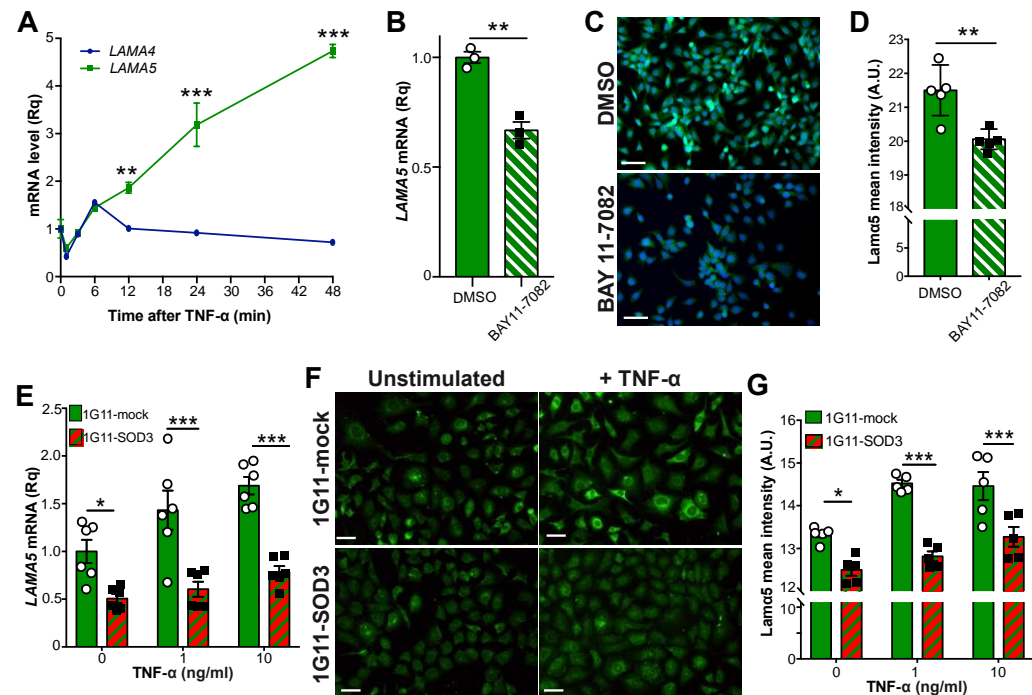 A
LAMA4
LAMA5
**
***
***
mRNA level (Rq)
5
4
3
2
1
0
0 6 12 18 24 30 36 42 48
Time after TNF-α (min)
B
**
LAMA5 mRNA (Rq)
1.0
0.5
0
DMSO
BAY11-7082
C
DMSO
BAY 11-7082
D
**
Lamα5 mean intensity (A.U.)
23
22
21
20
18
5
0
DMSO
BAY11-7082
E
1G11-mock
1G11-SOD3
*
***
***
LAMA5 mRNA (Rq)
2.5
2.0
1.5
1.0
0.5
0
0 1 10
TNF-α (ng/ml)
F
Unstimulated + TNF-α
1G11-mock
1G11-SOD3
G
1G11-mock
1G11-SOD3
*
***
***
Lamα5 mean intensity (A.U.)
16
15
14
13
12
10
0
0 1 10
TNF-α (ng/ml)